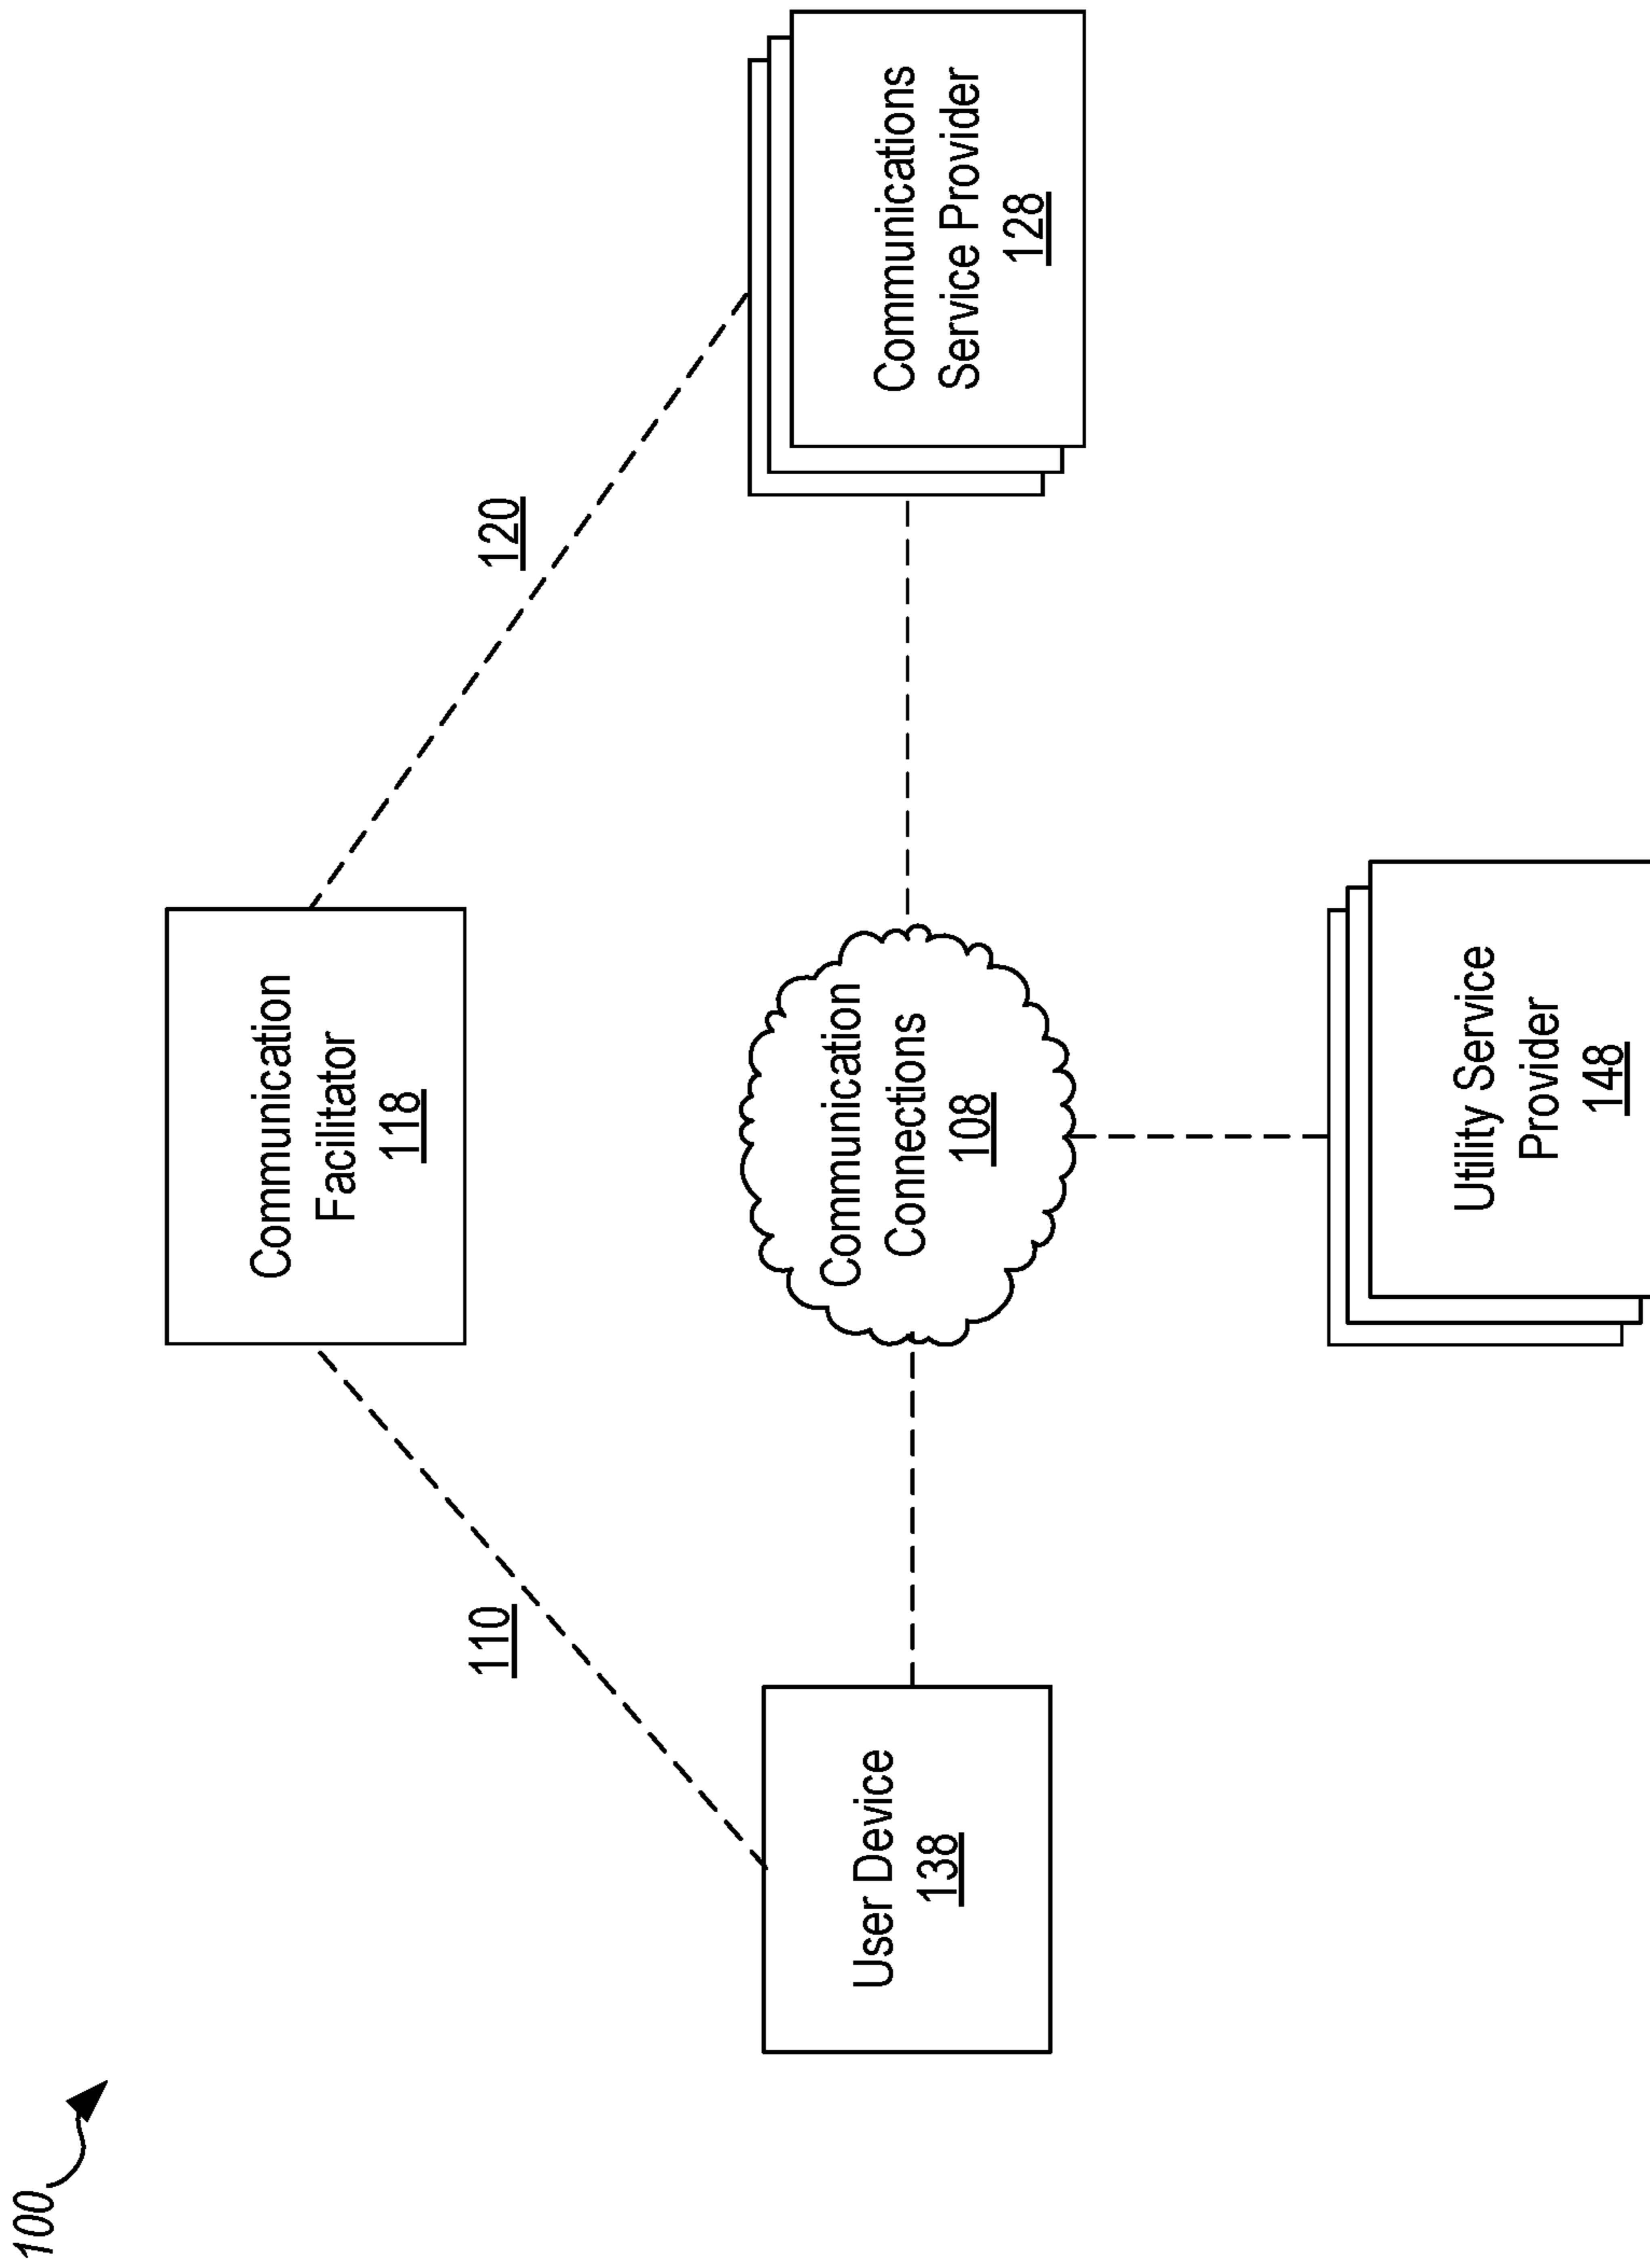 100
Communication
Facilitator
118
110
120
User Device
138
Communication
Connections
108
Communications
Service Provider
128
Utility Service
Provider
148